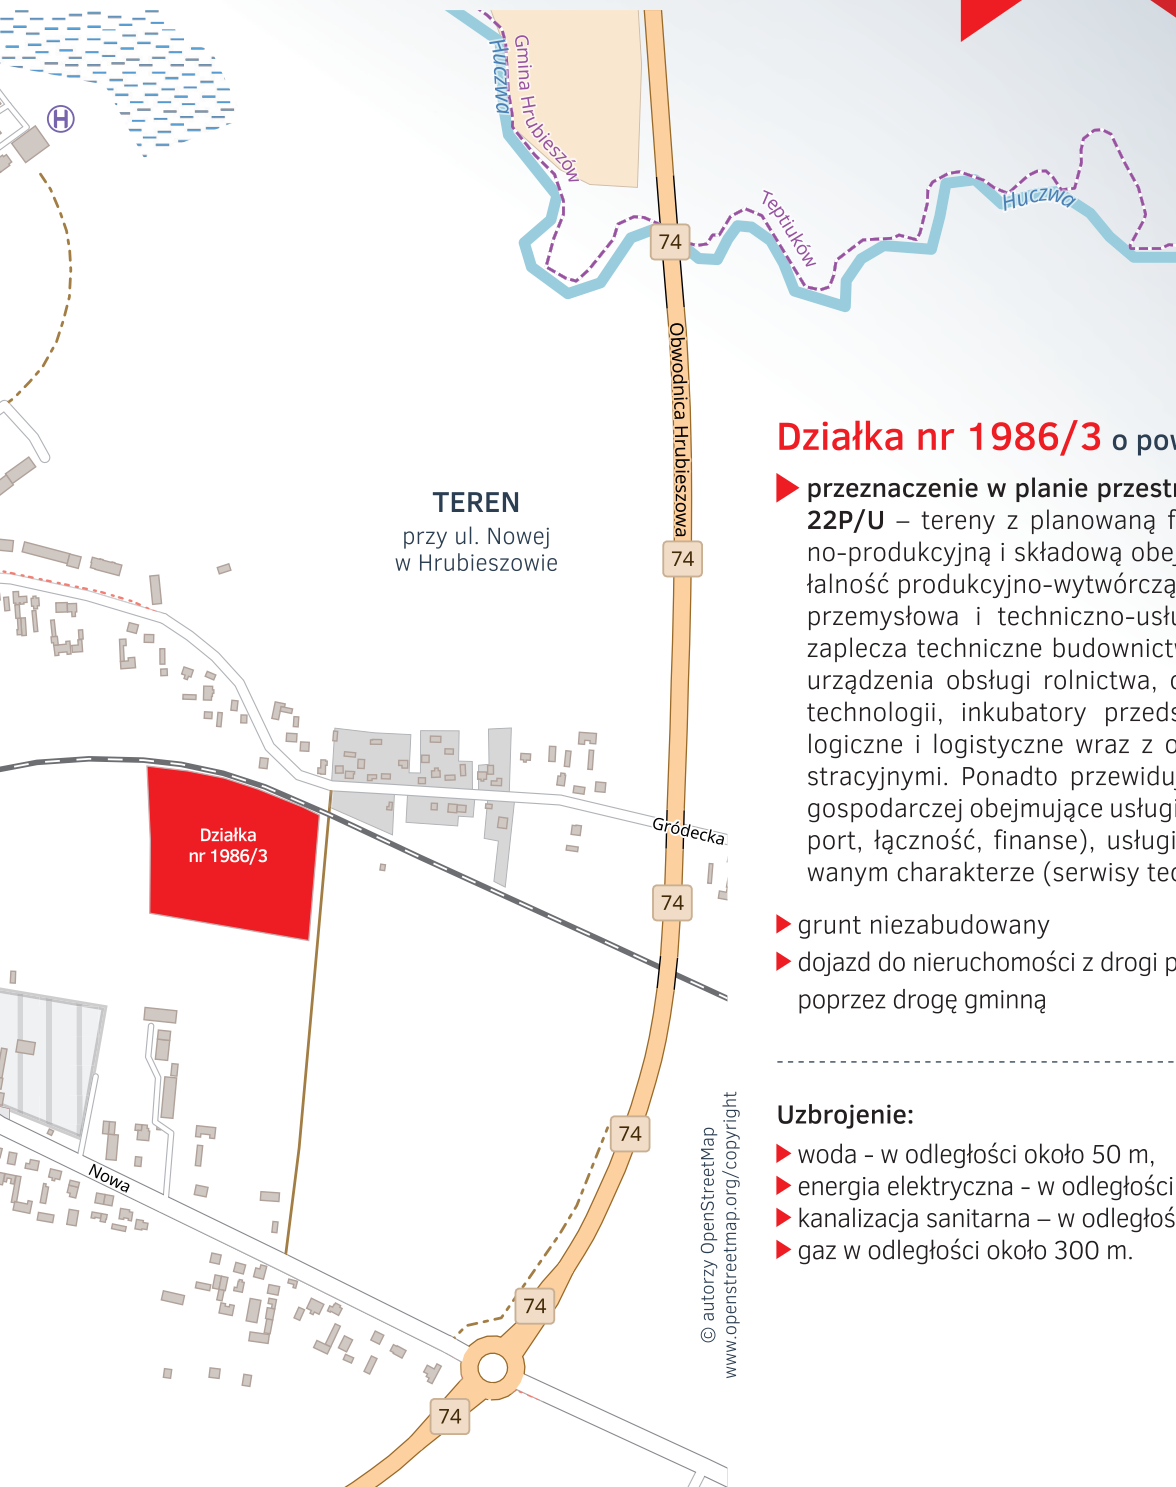 Huczwa
Gmina Hrubieszów
H
74
Teptiuków
Huczwa
Obwodnica Hrubieszowa
TEREN
przy ul. Nowej
w Hrubieszowie
74
Działka
nr 1986/3
Gródecka
74
Nowa
74
74
74
© autorzy OpenStreetMap
www.openstreetmap.org/copyright
Działka nr 1986/3 o pow
przeznaczenie w planie przestr
22P/U – tereny z planowaną f
no-produkcyjną i składową obej
łalność produkcyjno-wytwórczą
przemysłowa i techniczno-usłu
zaplecza techniczne budownictw
urządzenia obsługi rolnictwa, o
technologii, inkubatory przeds
logiczne i logistyczne wraz z o
stracyjnymi. Ponadto przewiduj
gospodarczej obejmujące usługi
port, łączność, finanse), usługi
wanym charakterze (serwisy tec
grunt niezabudowany
dojazd do nieruchomości z drogi p
poprzez drogę gminną
Uzbrojenie:
woda - w odległości około 50 m,
energia elektryczna - w odległości
kanalizacja sanitarna – w odległoś
gaz w odległości około 300 m.